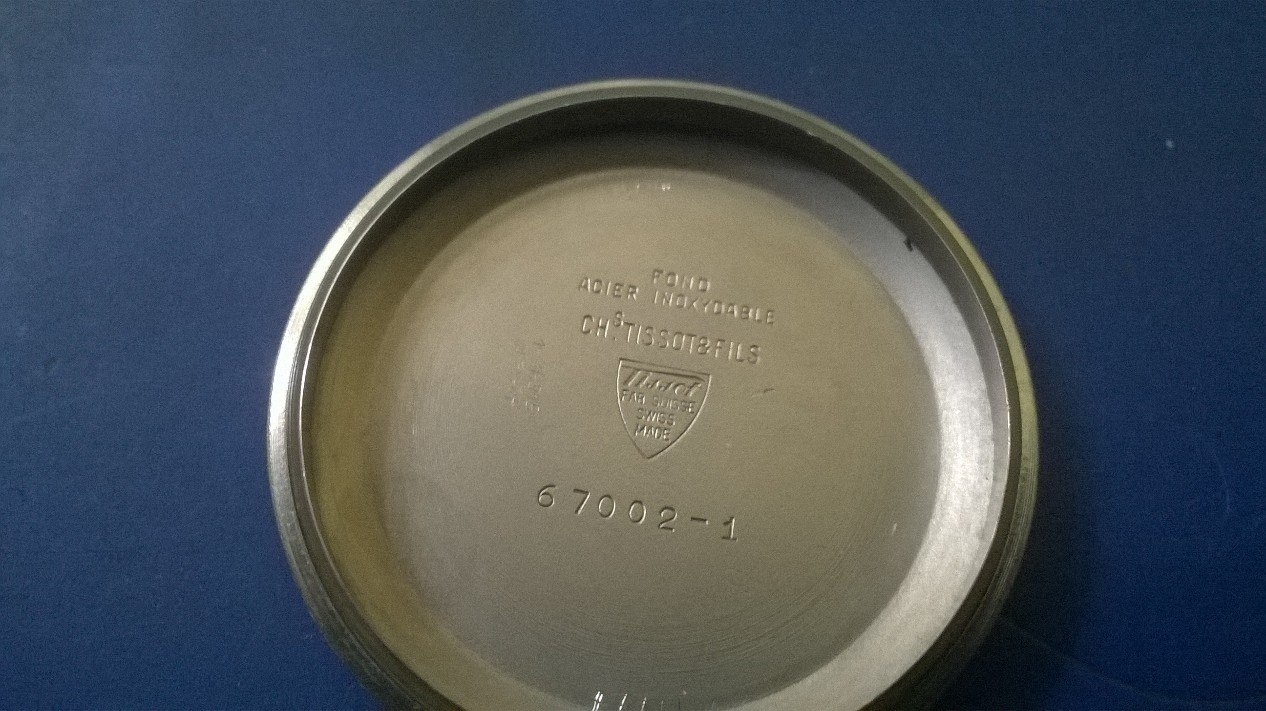 FOND
ACIER INOXYDABLE
CH.S TISSOT & FILS
Tissot
FAB SUISSE
SWISS
MADE
67002-1